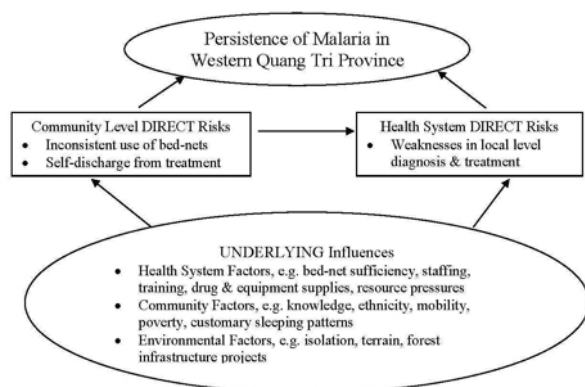 Persistence of Malaria in
Western Quang Tri Province
Community Level DIRECT Risks
• Inconsistent use of bed-nets
• Self-discharge from treatment
Health System DIRECT Risks
• Weaknesses in local level
diagnosis & treatment
UNDERLYING Influences
• Health System Factors, e.g. bed-net sufficiency, staffing,
training, drug & equipment supplies, resource pressures
• Community Factors, e.g. knowledge, ethnicity, mobility,
poverty, customary sleeping patterns
• Environmental Factors, e.g. isolation, terrain, forest
infrastructure projects